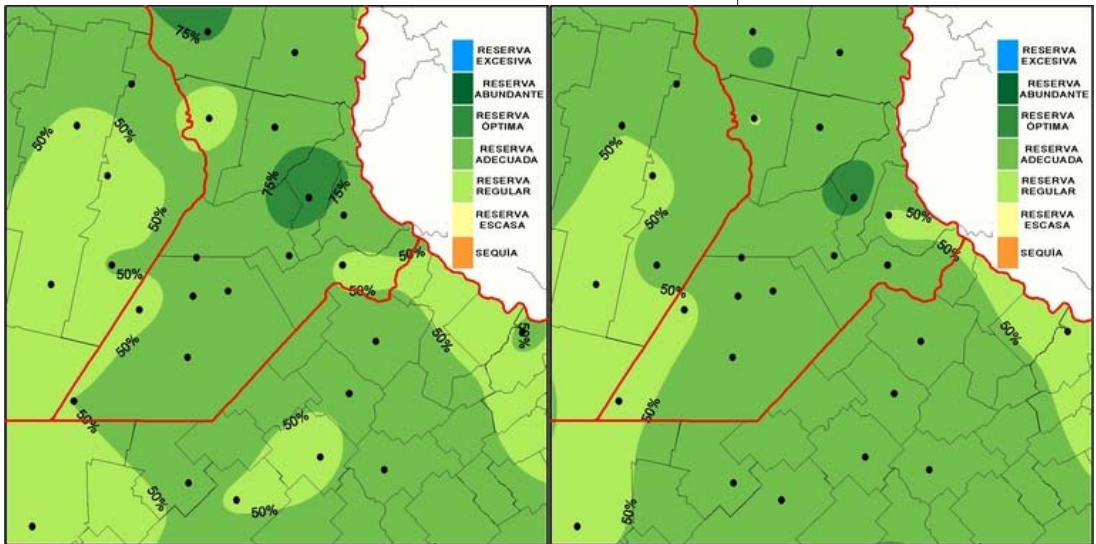 75%
50%
50%
75%
75%
50%
50%
50%
50%
50%
50%
50%
50%
50%
50%
50%
RESERVA
EXCESIVA
RESERVA
ABUNDANTE
RESERVA
ÓPTIMA
RESERVA
ADECUADA
RESERVA
REGULAR
RESERVA
ESCASA
SEQUÌA
50%
50%
50%
50%
50%
50%
50%
50%
RESERVA
EXCESIVA
RESERVA
ABUNDANTE
RESERVA
ÓPTIMA
RESERVA
ADECUADA
RESERVA
REGULAR
RESERVA
ESCASA
SEQUÌA